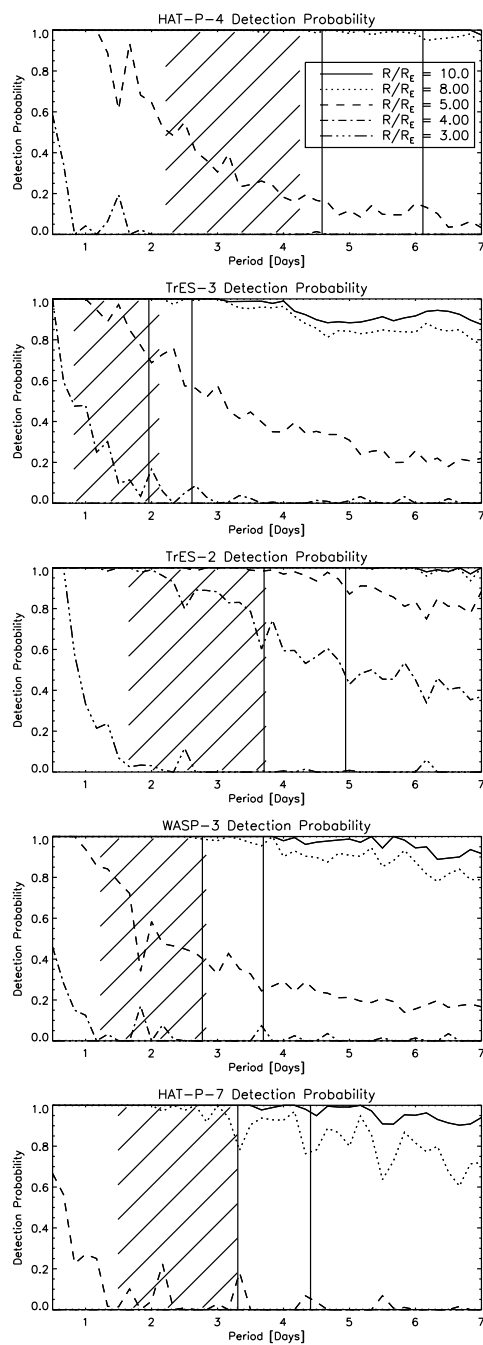 HAT-P-4 Detection Probability
1.0
0.8
0.6
0.4
0.2
0.0
Detection Probability
R/R_E = 10.0
R/R_E = 8.00
R/R_E = 5.00
R/R_E = 4.00
R/R_E = 3.00
1 2 3 4 5 6 7
Period [Days]
TrES-3 Detection Probability
1.0
0.8
0.6
0.4
0.2
0.0
Detection Probability
1 2 3 4 5 6 7
Period [Days]
TrES-2 Detection Probability
1.0
0.8
0.6
0.4
0.2
0.0
Detection Probability
1 2 3 4 5 6 7
Period [Days]
WASP-3 Detection Probability
1.0
0.8
0.6
0.4
0.2
0.0
Detection Probability
1 2 3 4 5 6 7
Period [Days]
HAT-P-7 Detection Probability
1.0
0.8
0.6
0.4
0.2
0.0
Detection Probability
1 2 3 4 5 6 7
Period [Days]